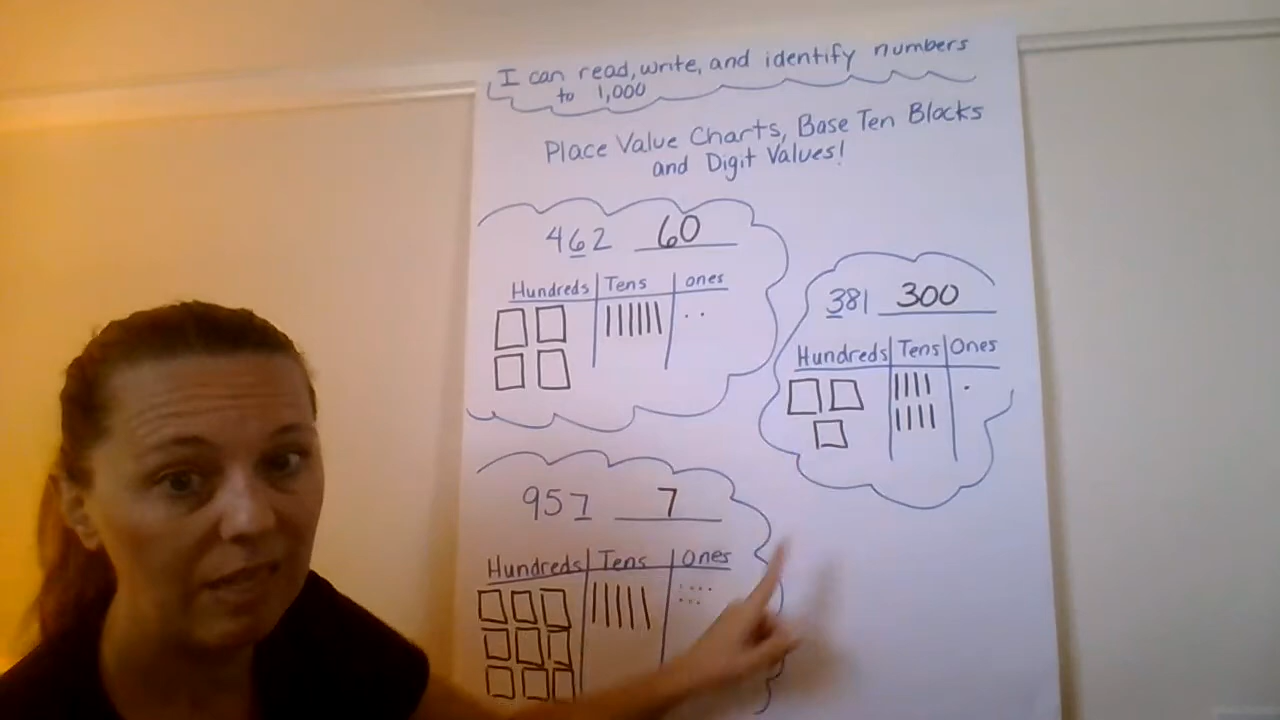 I can read, write, and identify numbers
to 1,000
Place Value Charts, Base Ten Blocks
and Digit Values!
462 60
Hundreds Tens ones
381 300
Hundreds Tens Ones
957 7
Hundreds Tens Ones